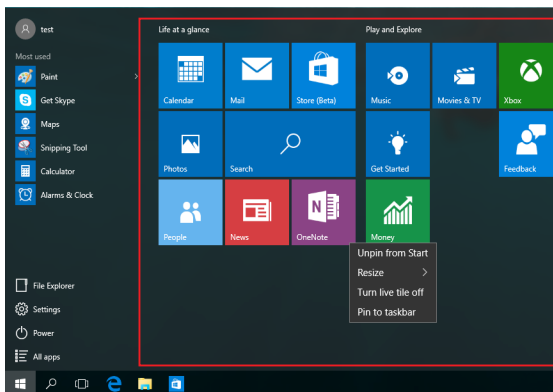 test
Most used
Paint
Get Skype
Maps
Snipping Tool
Calculator
Alarms & Clock
File Explorer
Settings
Power
All apps
Life at a glance
Play and Explore
Calendar
Mail
Store (Beta)
Music
Movies & TV
Xbox
Photos
Search
Get Started
Feedback
People
News
OneNote
Money
Unpin from Start
Resize
Turn live tile off
Pin to taskbar